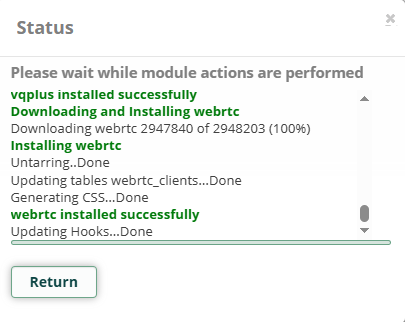 Status
×
Please wait while module actions are performed
vqplus installed successfully
Downloading and Installing webrtc
Downloading webrtc 2947840 of 2948203 (100%)
Installing webrtc
Untarring..Done
Updating tables webrtc_clients...Done
Generating CSS...Done
webrtc installed successfully
Updating Hooks...Done
Return